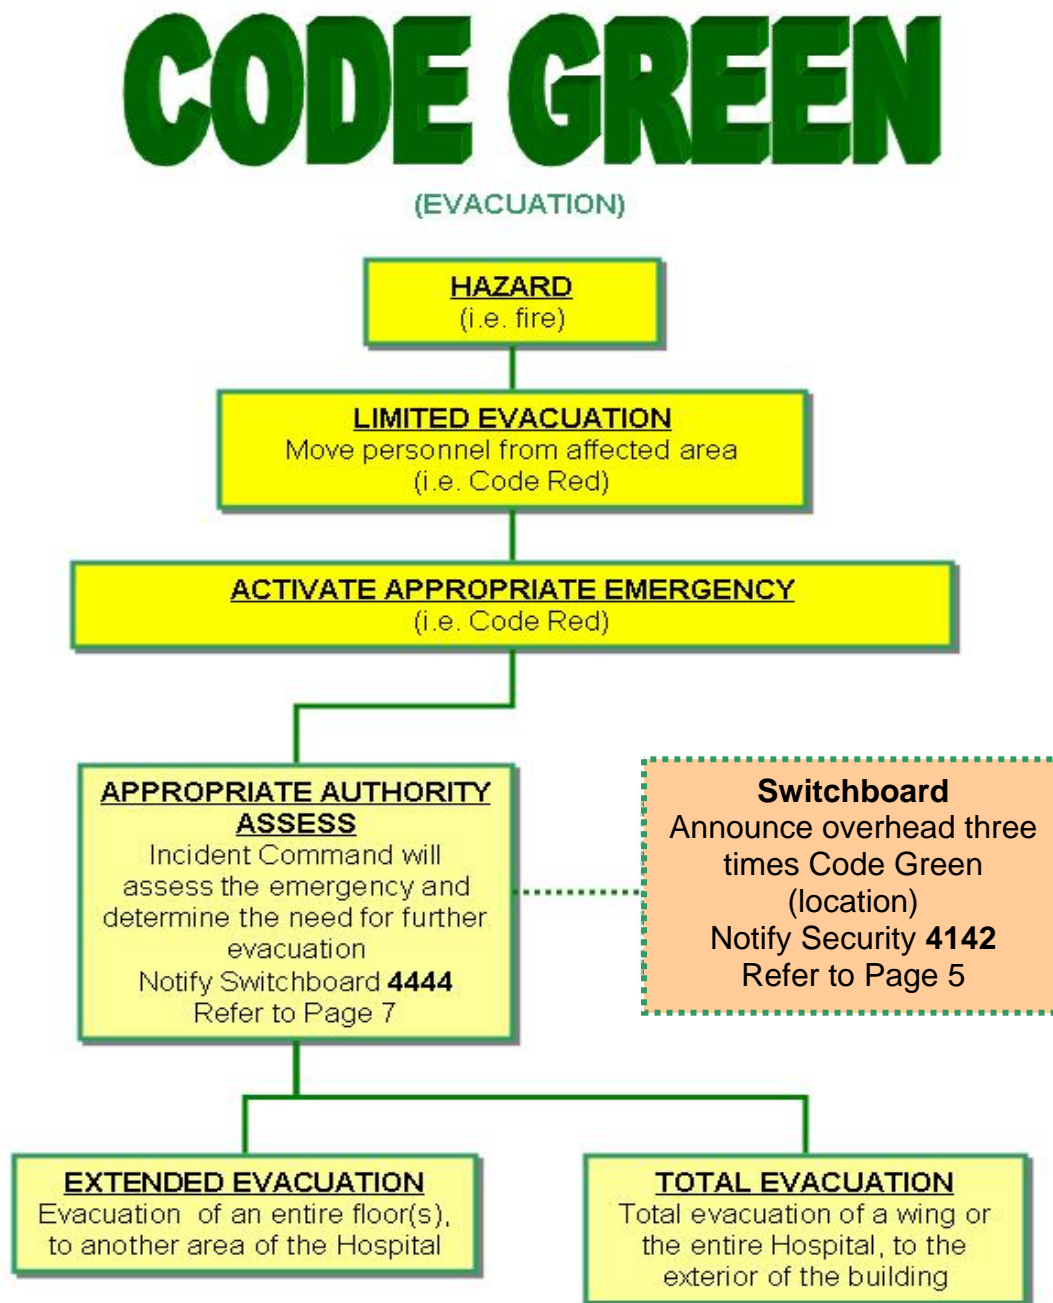 CODE GREEN
(EVACUATION)
HAZARD
(i.e. fire)
LIMITED EVACUATION
Move personnel from affected area
(i.e. Code Red)
ACTIVATE APPROPRIATE EMERGENCY
(i.e. Code Red)
APPROPRIATE AUTHORITY
ASSESS
Incident Command will
assess the emergency and
determine the need for further
evacuation
Notify Switchboard 4444
Refer to Page 7
Switchboard
Announce overhead three
times Code Green
(location)
Notify Security 4142
Refer to Page 5
EXTENDED EVACUATION
Evacuation of an entire floor(s),
to another area of the Hospital
TOTAL EVACUATION
Total evacuation of a wing or
the entire Hospital, to the
exterior of the building